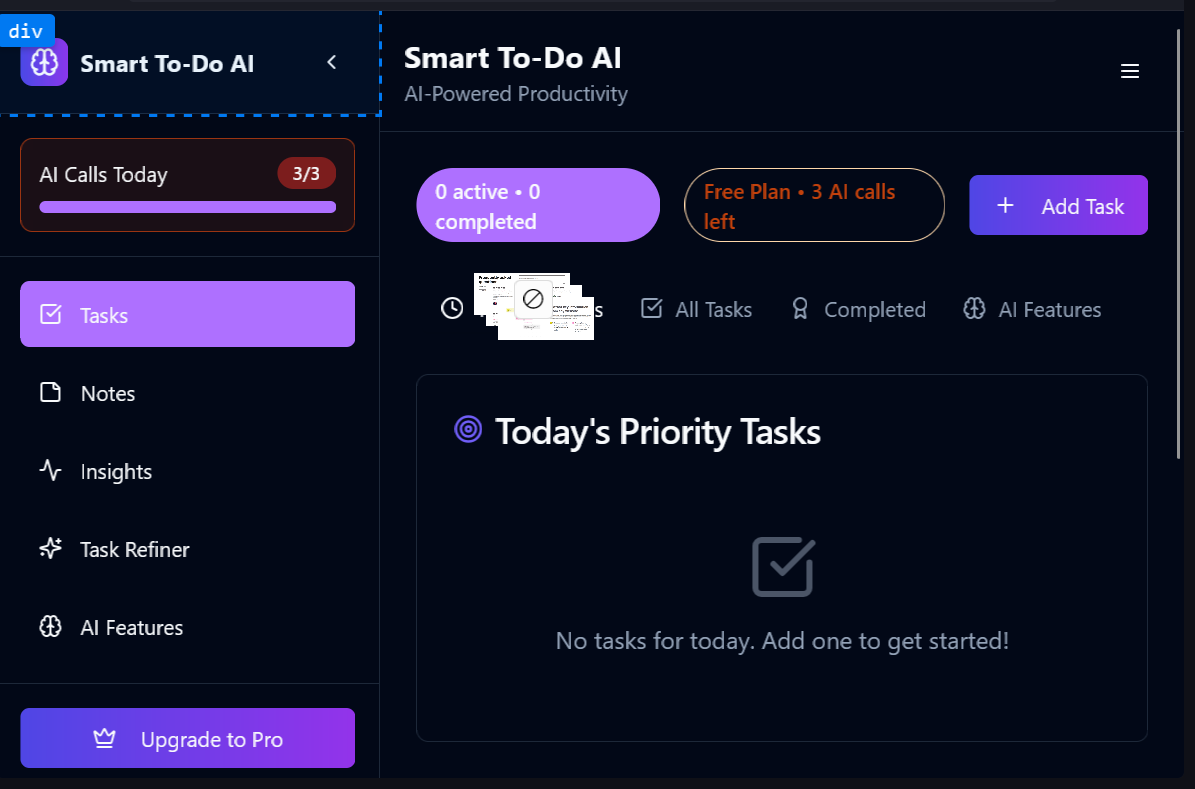 div
Smart To-Do AI
Smart To-Do AI
AI-Powered Productivity
AI Calls Today
3/3
0 active • 0
completed
Free Plan • 3 AI calls
left
Add Task
Tasks
Notes
Insights
Task Refiner
AI Features
Upgrade to Pro
All Tasks
Completed
AI Features
Today's Priority Tasks
No tasks for today. Add one to get started!